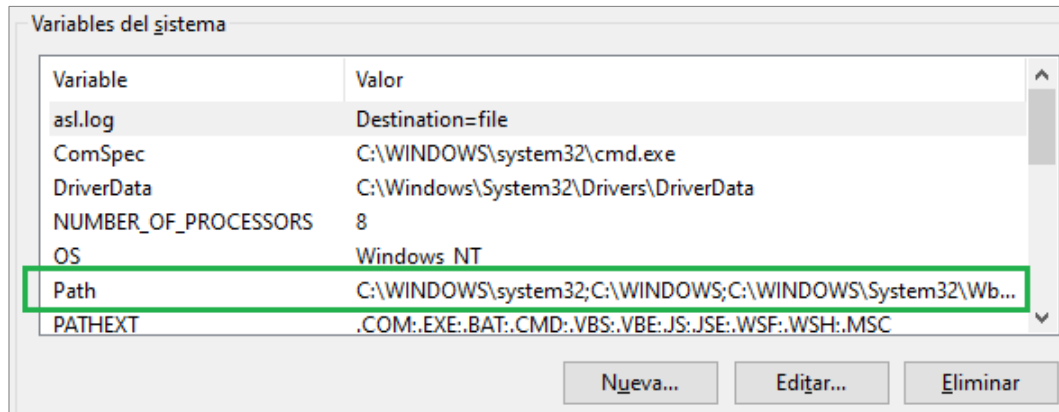 Variables del sistema
Variable Valor
asl.log Destination=file
ComSpec C:\WINDOWS\system32\cmd.exe
DriverData C:\Windows\System32\Drivers\DriverData
NUMBER_OF_PROCESSORS 8
OS Windows_NT
Path C:\WINDOWS\system32;C:\WINDOWS;C:\WINDOWS\System32\Wb...
PATHEXT .COM;.EXE;.BAT;.CMD;.VBS;.VBE;.JS;.JSE;.WSF;.WSH;.MSC
Nueva... Editar... Eliminar